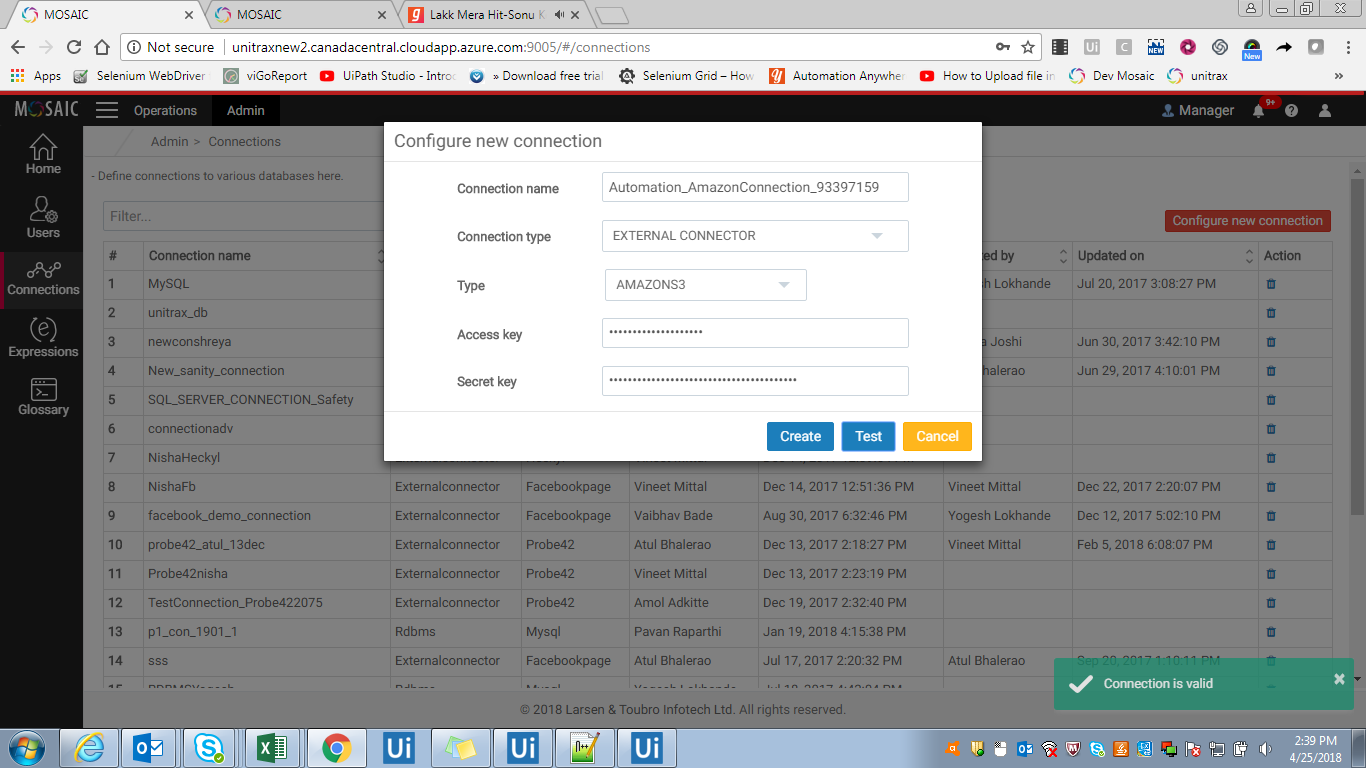 MOSAIC
MOSAIC
Lakk Mera Hit-Sonu K
Not secure
unitraxnew2.canadacentral.cloudapp.azure.com:9005/#/connections
New
Apps
Selenium WebDriver
viGoReport
UiPath Studio - Intro
» Download free trial
Selenium Grid – How
Automation Anywher
How to Upload file in
Dev Mosaic
unitrax
»
MOSAIC
Operations
Admin
Manager
9+
Home
Users
Connections
Expressions
Glossary
Admin > Connections
- Define connections to various databases here.
Filter...
Configure new connection
# Connection name ed by Updated on Action
1 MySQL sh Lokhande Jul 20, 2017 3:08:27 PM
2 unitrax_db
3 newconshreya a Joshi Jun 30, 2017 3:42:10 PM
4 New_sanity_connection halerao Jun 29, 2017 4:10:01 PM
5 SQL_SERVER_CONNECTION_Safety
6 connectionadv
7 NishaHeckyl
8 NishaFb Externalconnector Facebookpage Vineet Mittal Dec 14, 2017 12:51:36 PM Vineet Mittal Dec 22, 2017 2:20:07 PM
9 facebook_demo_connection Externalconnector Facebookpage Vaibhav Bade Aug 30, 2017 6:32:46 PM Yogesh Lokhande Dec 12, 2017 5:02:10 PM
10 probe42_atul_13dec Externalconnector Probe42 Atul Bhalerao Dec 13, 2017 2:18:27 PM Vineet Mittal Feb 5, 2018 6:08:07 PM
11 Probe42nisha Externalconnector Probe42 Vineet Mittal Dec 13, 2017 2:23:19 PM
12 TestConnection_Probe422075 Externalconnector Probe42 Amol Adkitte Dec 19, 2017 2:32:40 PM
13 p1_con_1901_1 Rdbms Mysql Pavan Raparthi Jan 19, 2018 4:15:38 PM
14 sss Externalconnector Facebookpage Atul Bhalerao Jul 17, 2017 2:20:32 PM Atul Bhalerao Sep 20, 2017 1:10:11 PM
Configure new connection
Connection name Automation_AmazonConnection_93397159
Connection type EXTERNAL CONNECTOR
Type AMAZONS3
Access key
Secret key
Create
Test
Cancel
Connection is valid
© 2018 Larsen & Toubro Infotech Ltd. All rights reserved.
2:39 PM
4/25/2018